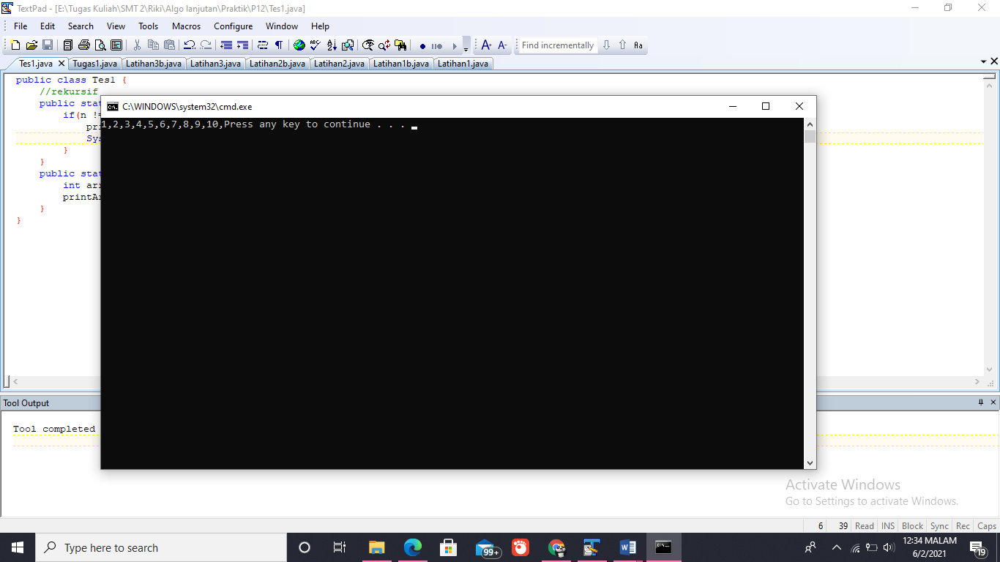 TextPad - [E:\Tugas Kuliah\SMT 2\Riki\Algo lanjutan\Praktik\P12\Tes1.java]
File Edit Search View Tools Macros Configure Window Help
Find incrementally
Tes1.java Tugas1.java Latihan3b.java Latihan3.java Latihan2b.java Latihan2.java Latihan1b.java Latihan1.java
public class Tes1 {
//rekursif
public stat
if(n !=
pri
Sys
}
}
public stat
int arr
printAr
}
}
C:\WINDOWS\system32\cmd.exe
1,2,3,4,5,6,7,8,9,10,Press any key to continue . . .
Tool Output
Tool completed
Activate Windows
Go to Settings to activate Windows.
6 39 Read INS Block Sync Rec Caps
Type here to search
99+
12:34 MALAM
6/2/2021
19